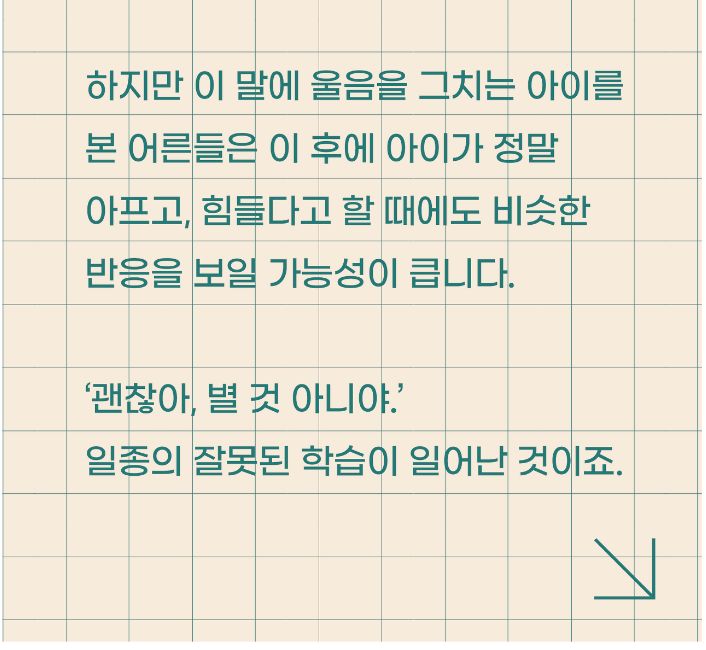 하지만 이 말에 울음을 그치는 아이를
본 어른들은 이 후에 아이가 정말
아프고, 힘들다고 할 때에도 비슷한
반응을 보일 가능성이 큽니다.
‘괜찮아, 별 것 아니야.’
일종의 잘못된 학습이 일어난 것이죠.